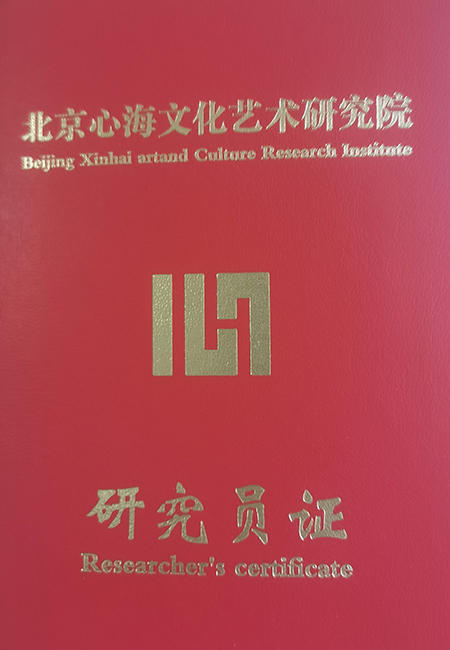 北京心海文化艺术研究院
Beijing Xinhai artand Culture Research Institute
研究员证
Researcher's certificate